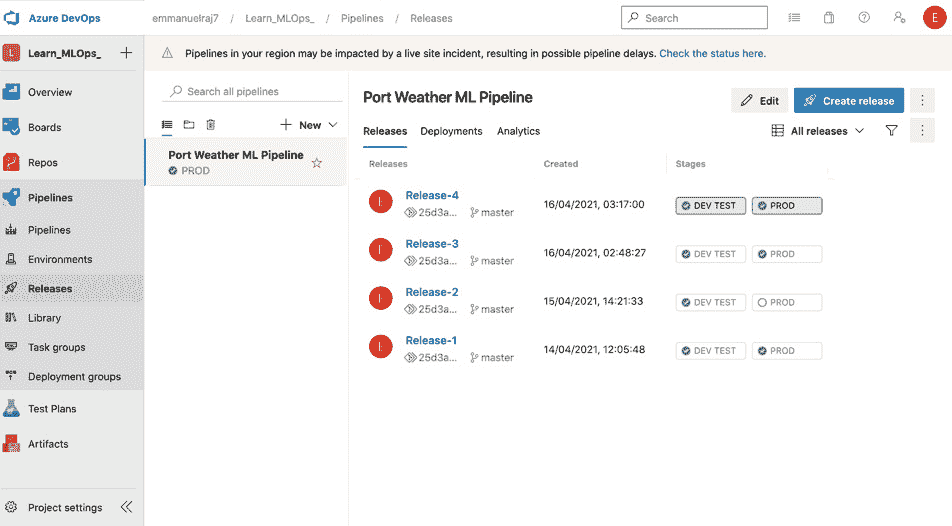 Azure DevOps
emmanuelraj7 / Learn_MLOps_ / Pipelines / Releases
Search
E
Learn_MLOps_
Overview
Boards
Repos
Pipelines
Pipelines
Environments
Releases
Library
Task groups
Deployment groups
Test Plans
Artifacts
Project settings
Pipelines in your region may be impacted by a live site incident, resulting in possible pipeline delays. Check the status here.
Search all pipelines
New
Port Weather ML Pipeline
PROD
Port Weather ML Pipeline
Edit
Create release
Releases Deployments Analytics
All releases
Releases Created Stages
Release-4
25d3a... master
16/04/2021, 03:17:00
DEV TEST PROD
Release-3
25d3a... master
16/04/2021, 02:48:27
DEV TEST PROD
Release-2
25d3a... master
15/04/2021, 14:21:33
DEV TEST PROD
Release-1
25d3a... master
14/04/2021, 12:05:48
DEV TEST PROD